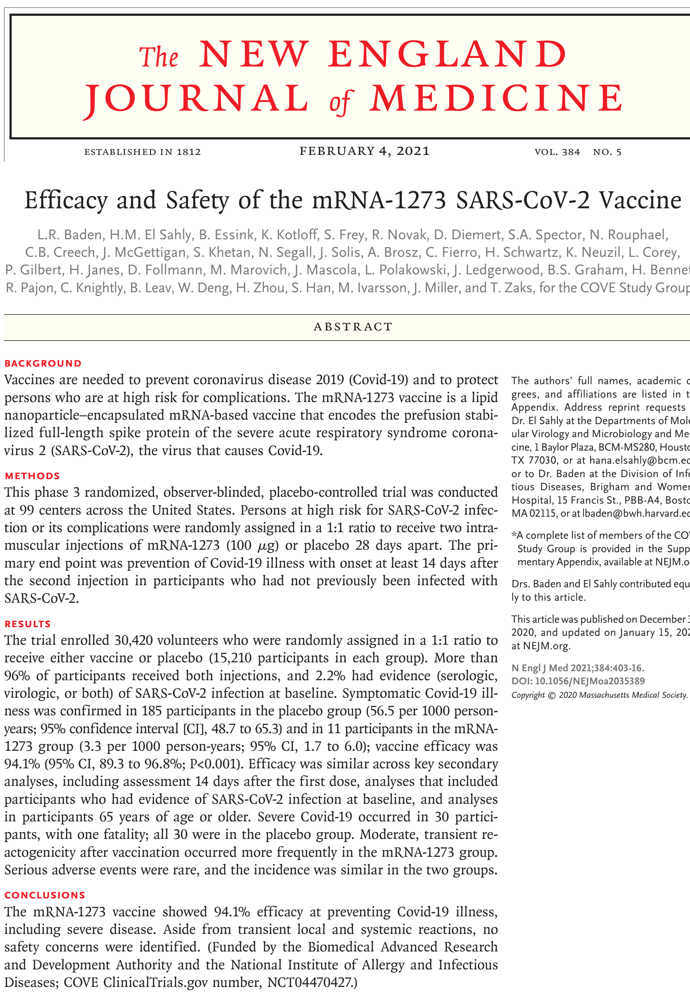 The NEW ENGLAND
JOURNAL of MEDICINE
ESTABLISHED IN 1812 FEBRUARY 4, 2021 VOL. 384 NO. 5
Efficacy and Safety of the mRNA-1273 SARS-CoV-2 Vaccine
L.R. Baden, H.M. El Sahly, B. Essink, K. Kotloff, S. Frey, R. Novak, D. Diemert, S.A. Spector, N. Rouphael,
C.B. Creech, J. McGettigan, S. Khetan, N. Segall, J. Solis, A. Brosz, C. Fierro, H. Schwartz, K. Neuzil, L. Corey,
P. Gilbert, H. Janes, D. Follmann, M. Marovich, J. Mascola, L. Polakowski, J. Ledgerwood, B.S. Graham, H. Bennet
R. Pajon, C. Knightly, B. Leav, W. Deng, H. Zhou, S. Han, M. Ivarsson, J. Miller, and T. Zaks, for the COVE Study Group
ABSTRACT
BACKGROUND
Vaccines are needed to prevent coronavirus disease 2019 (Covid-19) and to protect
persons who are at high risk for complications. The mRNA-1273 vaccine is a lipid
nanoparticle–encapsulated mRNA-based vaccine that encodes the prefusion stabi-
lized full-length spike protein of the severe acute respiratory syndrome corona-
virus 2 (SARS-CoV-2), the virus that causes Covid-19.
METHODS
This phase 3 randomized, observer-blinded, placebo-controlled trial was conducted
at 99 centers across the United States. Persons at high risk for SARS-CoV-2 infec-
tion or its complications were randomly assigned in a 1:1 ratio to receive two intra-
muscular injections of mRNA-1273 (100 μg) or placebo 28 days apart. The pri-
mary end point was prevention of Covid-19 illness with onset at least 14 days after
the second injection in participants who had not previously been infected with
SARS-CoV-2.
RESULTS
The trial enrolled 30,420 volunteers who were randomly assigned in a 1:1 ratio to
receive either vaccine or placebo (15,210 participants in each group). More than
96% of participants received both injections, and 2.2% had evidence (serologic,
virologic, or both) of SARS-CoV-2 infection at baseline. Symptomatic Covid-19 ill-
ness was confirmed in 185 participants in the placebo group (56.5 per 1000 person-
years; 95% confidence interval [CI], 48.7 to 65.3) and in 11 participants in the mRNA-
1273 group (3.3 per 1000 person-years; 95% CI, 1.7 to 6.0); vaccine efficacy was
94.1% (95% CI, 89.3 to 96.8%; P<0.001). Efficacy was similar across key secondary
analyses, including assessment 14 days after the first dose, analyses that included
participants who had evidence of SARS-CoV-2 infection at baseline, and analyses
in participants 65 years of age or older. Severe Covid-19 occurred in 30 partici-
pants, with one fatality; all 30 were in the placebo group. Moderate, transient re-
actogenicity after vaccination occurred more frequently in the mRNA-1273 group.
Serious adverse events were rare, and the incidence was similar in the two groups.
CONCLUSIONS
The mRNA-1273 vaccine showed 94.1% efficacy at preventing Covid-19 illness,
including severe disease. Aside from transient local and systemic reactions, no
safety concerns were identified. (Funded by the Biomedical Advanced Research
and Development Authority and the National Institute of Allergy and Infectious
Diseases; COVE ClinicalTrials.gov number, NCT04470427.)
The authors' full names, academic
grees, and affiliations are listed in
Appendix. Address reprint requests
Dr. El Sahly at the Departments of Mole
ular Virology and Microbiology and Me
cine, 1 Baylor Plaza, BCM-MS280, Housto
TX 77030, or at hana.elsahly@bcm.ed
or to Dr. Baden at the Division of Infe
tious Diseases, Brigham and Women
Hospital, 15 Francis St., PBB-A4, Bosto
MA 02115, or at lbaden@bwh.harvard.ed
*A complete list of members of the CO
Study Group is provided in the Supp
mentary Appendix, available at NEJM.o
Drs. Baden and El Sahly contributed equ
ly to this article.
This article was published on December
2020, and updated on January 15, 202
at NEJM.org.
N Engl J Med 2021;384:403-16.
DOI: 10.1056/NEJMoa2035389
Copyright © 2020 Massachusetts Medical Society.